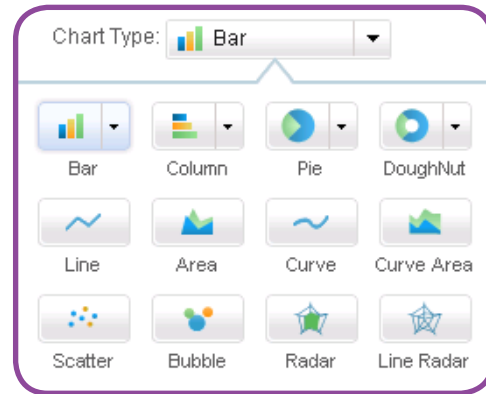 Chart Type: Bar
Bar Column Pie DoughNut
Line Area Curve Curve Area
Scatter Bubble Radar Line Radar